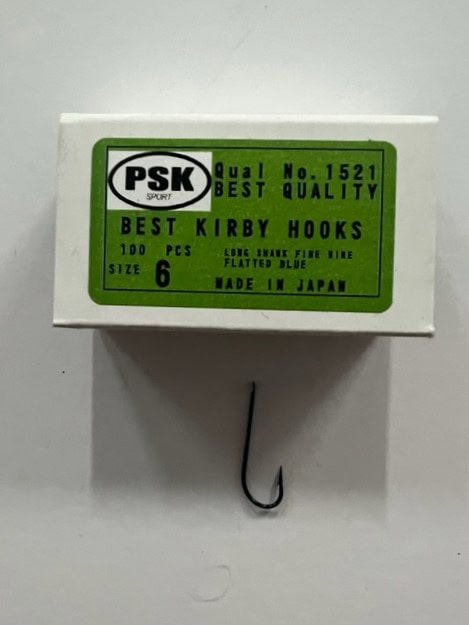 PSK
SPORT
Qual No.1521
BEST QUALITY
BEST KIRBY HOOKS
100 PCS
LONG SHANK FINE WIRE
FLATTED BLUE
SIZE 6
MADE IN JAPAN